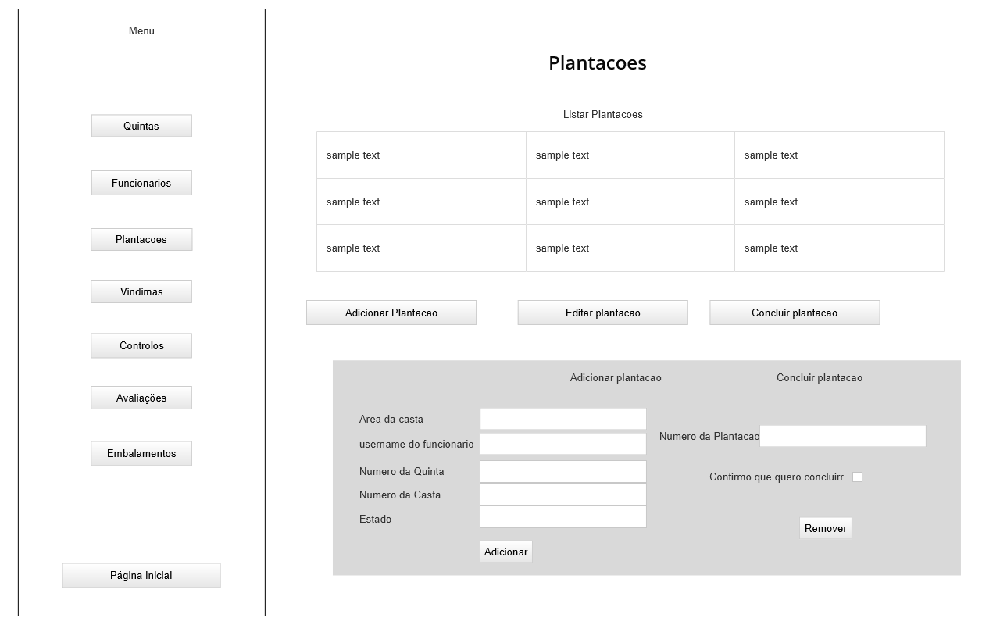 Menu
Quintas
Funcionarios
Plantacoes
Vindimas
Controlos
Avaliações
Embalamentos
Página Inicial
Plantacoes
Listar Plantacoes
sample text sample text sample text
sample text sample text sample text
sample text sample text sample text
Adicionar Plantacao Editar plantacao Concluir plantacao
Adicionar plantacao
Area da casta
username do funcionario
Numero da Quinta
Numero da Casta
Estado
Adicionar
Concluir plantacao
Numero da Plantacao
Confirmo que quero concluirr
Remover